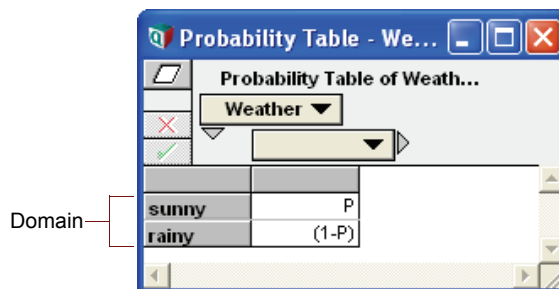 Probability Table - We...
Probability Table of Weath...
Weather
Domain
sunny P
rainy (1-P)